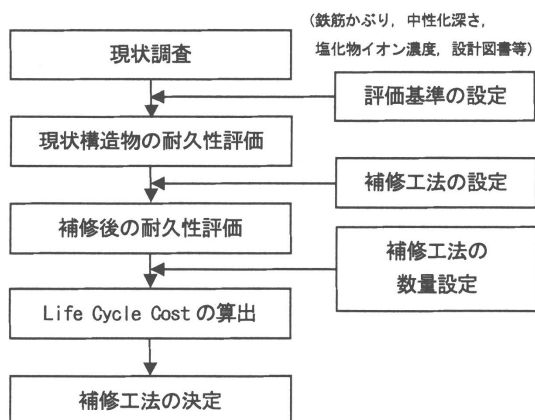 (鉄筋かぶり, 中性化深さ,
塩化物イオン濃度, 設計図書等)
現状調査
評価基準の設定
現状構造物の耐久性評価
補修工法の設定
補修後の耐久性評価
補修工法の
数量設定
Life Cycle Cost の算出
補修工法の決定